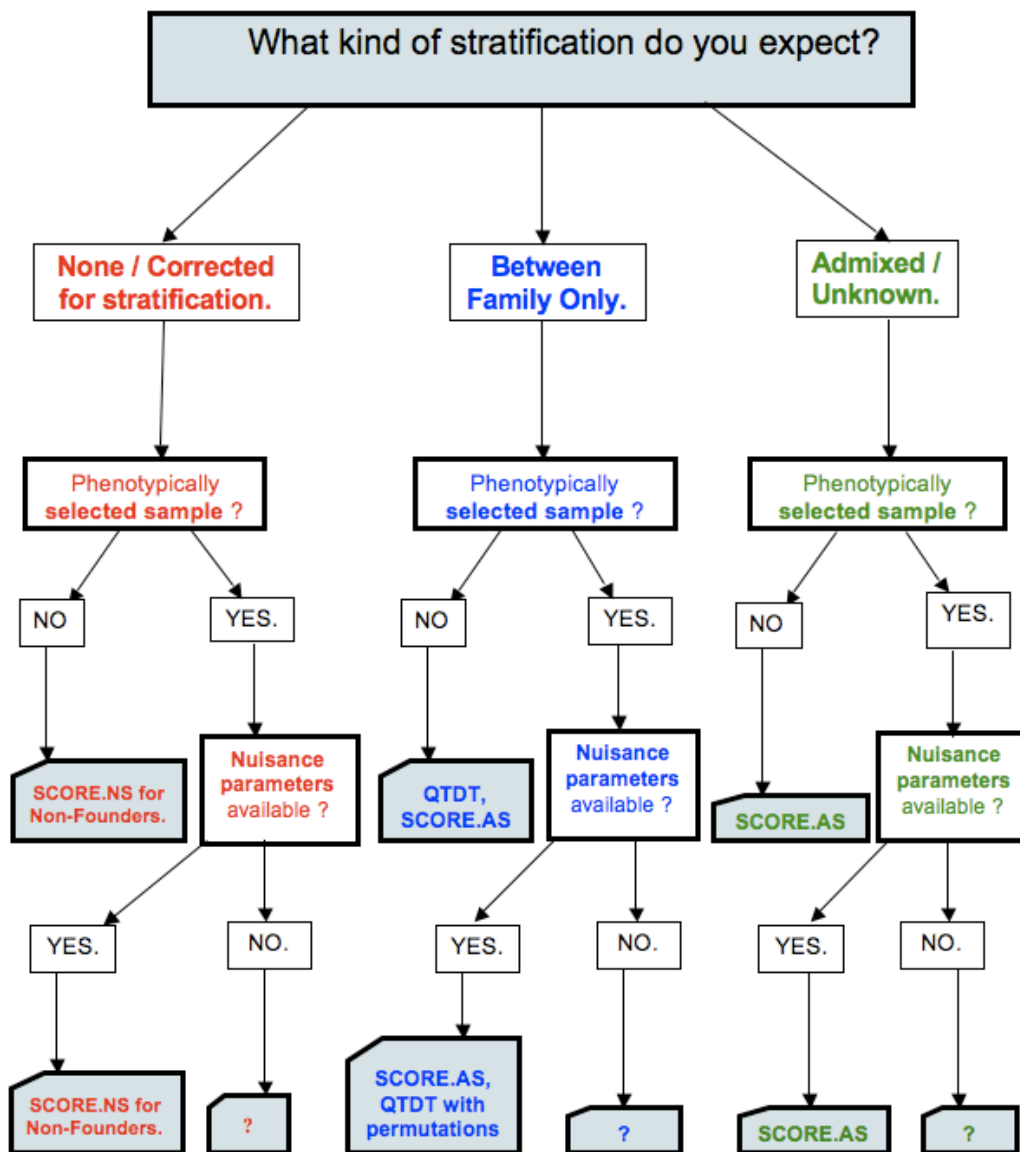 What kind of stratification do you expect?
None / Corrected
for stratification.
Between
Family Only.
Admixed /
Unknown.
Phenotypically
selected sample ?
Phenotypically
selected sample ?
Phenotypically
selected sample ?
NO
YES.
NO
YES.
NO
YES.
SCORE.NS for
Non-Founders.
Nuisance
parameters
available ?
QTDT,
SCORE.AS
Nuisance
parameters
available ?
SCORE.AS
Nuisance
parameters
available ?
YES.
NO.
YES.
NO.
YES.
NO.
SCORE.NS for
Non-Founders.
?
SCORE.AS,
QTDT with
permutations
?
SCORE.AS
?